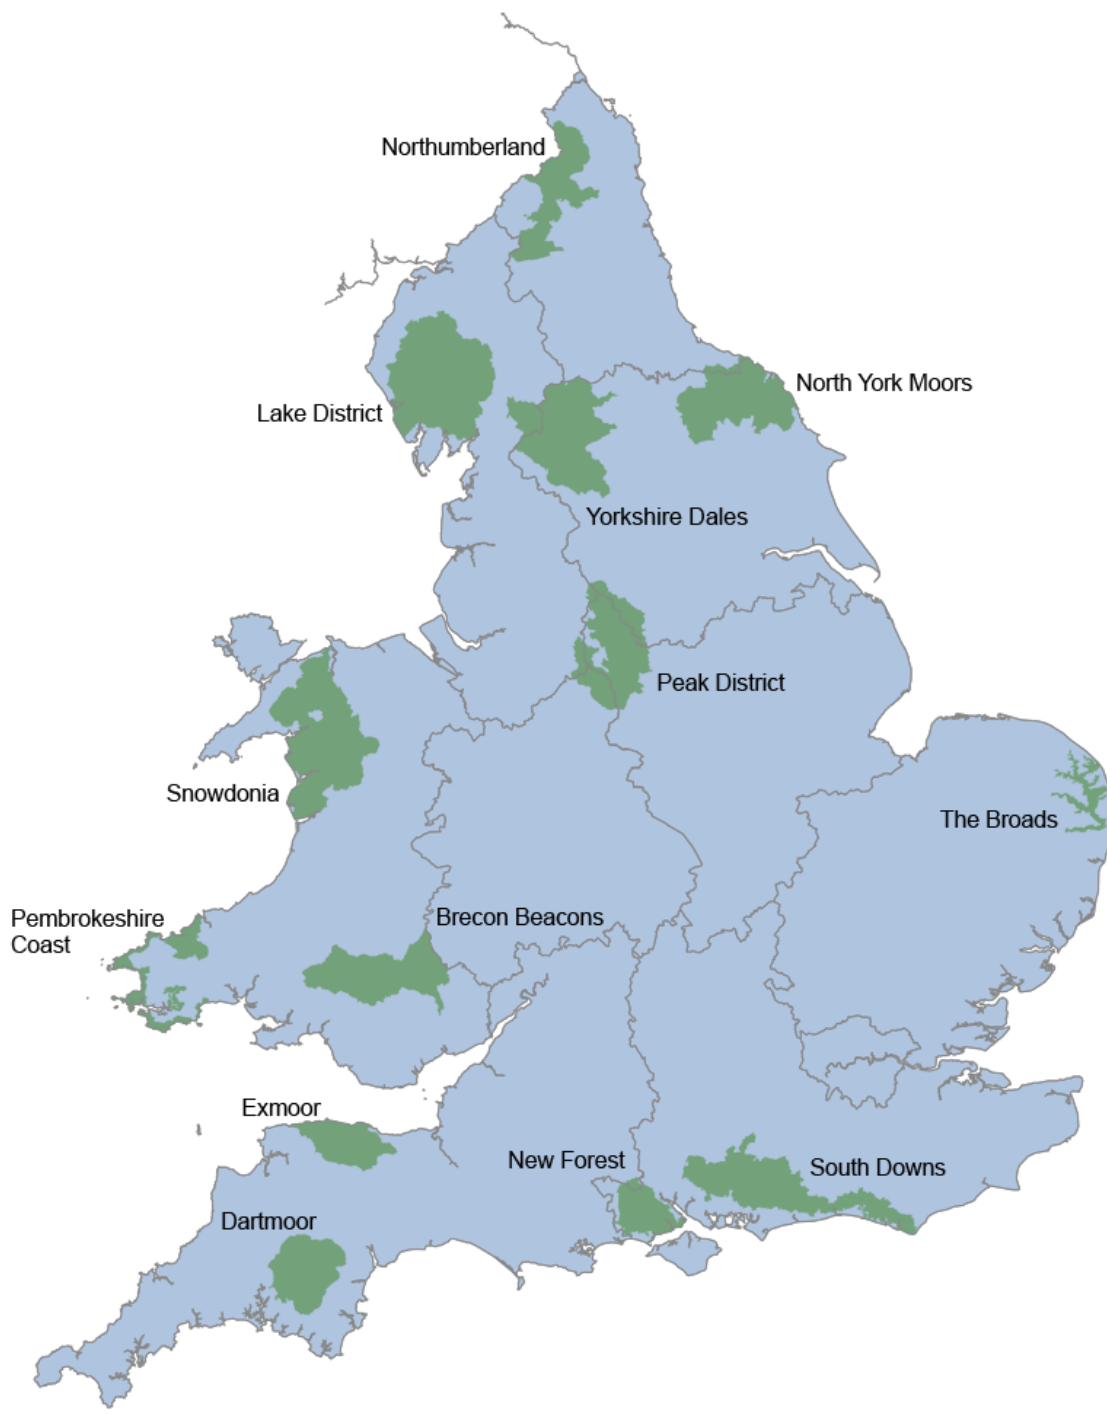 Northumberland
North York Moors
Lake District
Yorkshire Dales
Peak District
Snowdonia
The Broads
Pembrokeshire
Coast
Brecon Beacons
Exmoor
New Forest
South Downs
Dartmoor